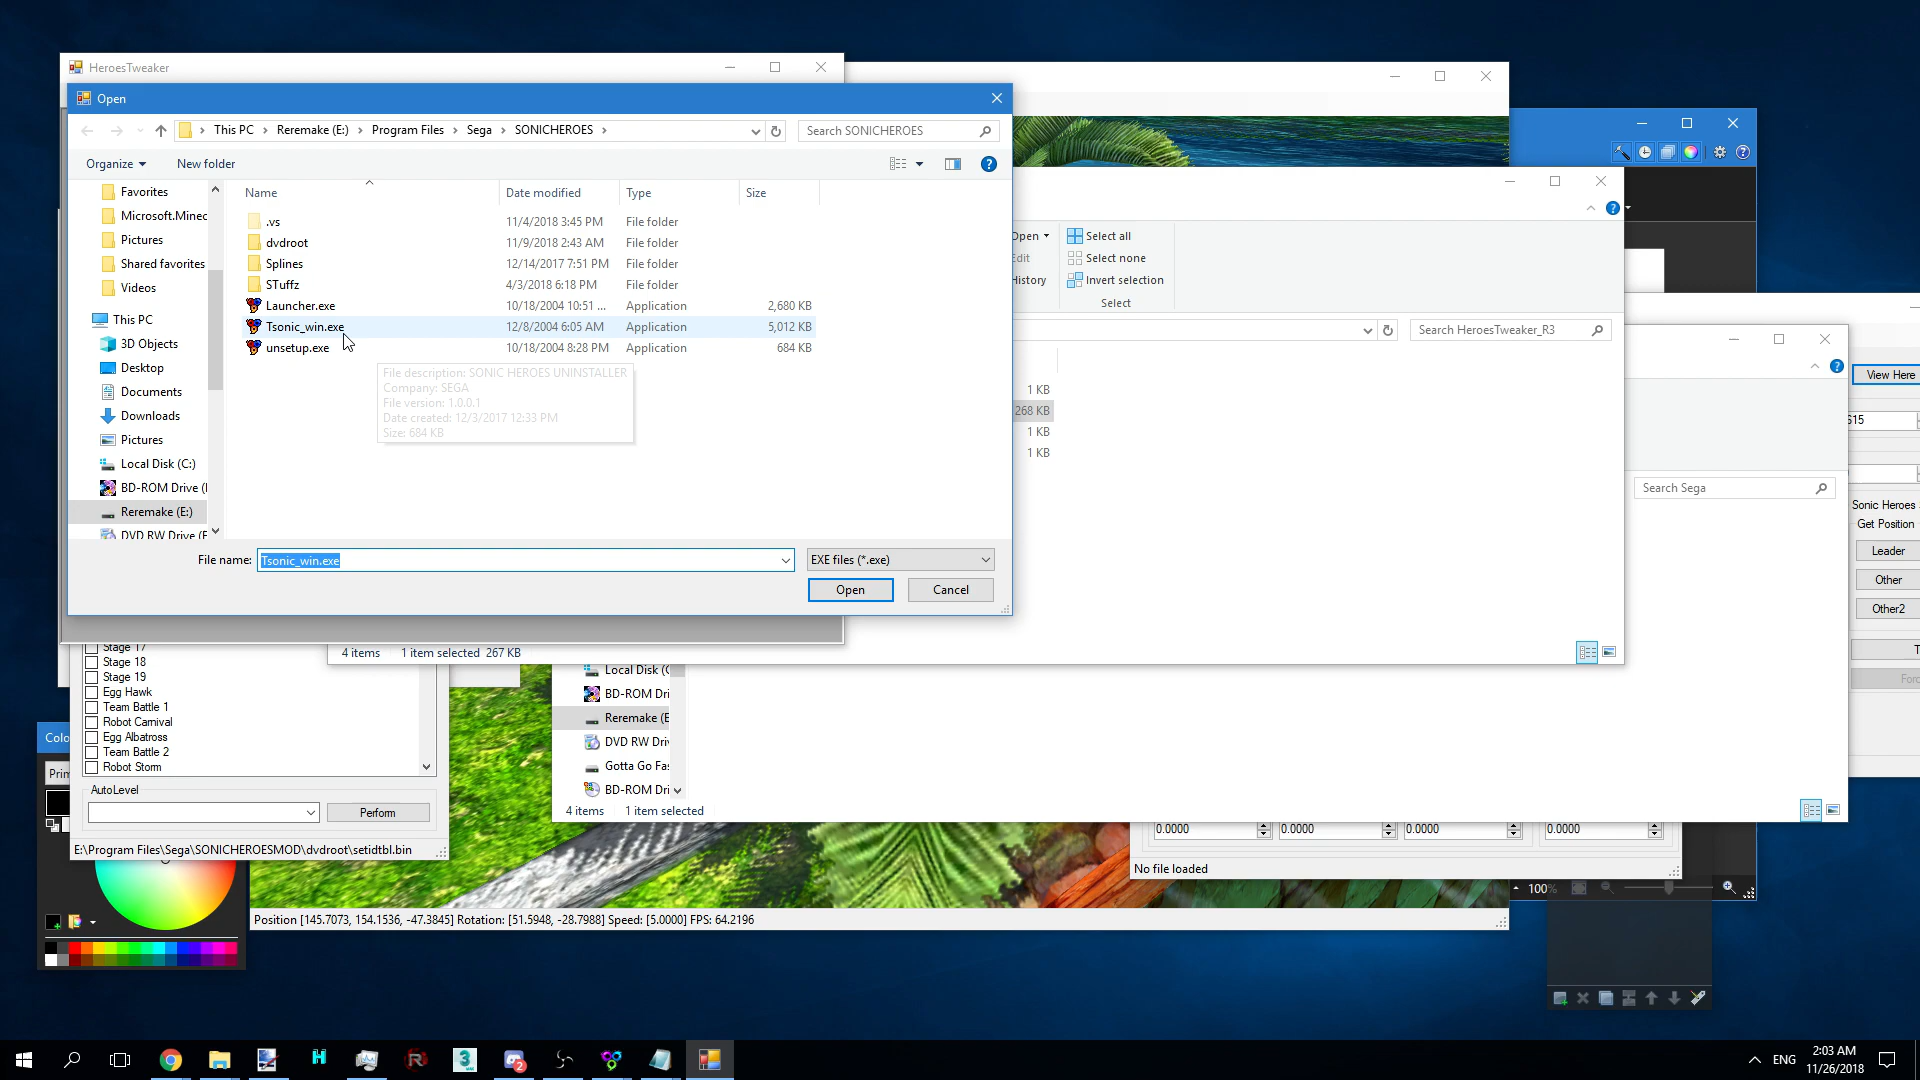 HeroesTweaker
Open
This PC > Reremake (E:) > Program Files > Sega > SONICHEROES >
Search SONICHEROES
Organize
New folder
Name
Date modified
Type
Size
Favorites
Microsoft.Minec
Pictures
Shared favorites
Videos
This PC
3D Objects
Desktop
Documents
Downloads
Pictures
Local Disk (C:)
BD-ROM Drive (
Reremake (E:)
DVD RW Drive (F
.vs 11/4/2018 3:45 PM File folder
dvdroot 11/9/2018 2:43 AM File folder
Splines 12/14/2017 7:51 PM File folder
STuffz 4/3/2018 6:18 PM File folder
Launcher.exe 10/18/2004 10:51 ... Application 2,680 KB
Tsonic_win.exe 12/8/2004 6:05 AM Application 5,012 KB
unsetup.exe 10/18/2004 8:28 PM Application 684 KB
File description: SONIC HEROES UNINSTALLER
Company: SEGA
File version: 1.0.0.1
Date created: 12/3/2017 12:33 PM
Size: 684 KB
File name: Tsonic_win.exe
EXE files (*.exe)
Open
Cancel
Open
Edit
History
Select all
Select none
Invert selection
Select
Search HeroesTweaker_R3
1 KB
268 KB
1 KB
1 KB
4 items 1 item selected 267 KB
Search Sega
View Here
615
Sonic Heroes
Get Position
Leader
Other
Other2
T
Stage 17
Stage 18
Stage 19
Egg Hawk
Team Battle 1
Robot Carnival
Egg Albatross
Team Battle 2
Robot Storm
AutoLevel
Perform
E:\Program Files\Sega\SONICHEROESMOD\dvdroot\setidtbl.bin
Colo
Prim
Local Disk (C
BD-ROM Dri
Reremake (E
DVD RW Driv
Gotta Go Fas
BD-ROM Dri
4 items 1 item selected
0.0000 0.0000 0.0000 0.0000
No file loaded
100%
Position [145.7073, 154.1536, -47.3845] Rotation: [51.5948, -28.7988] Speed: [5.0000] FPS: 64.2196
ENG
2:03 AM
11/26/2018